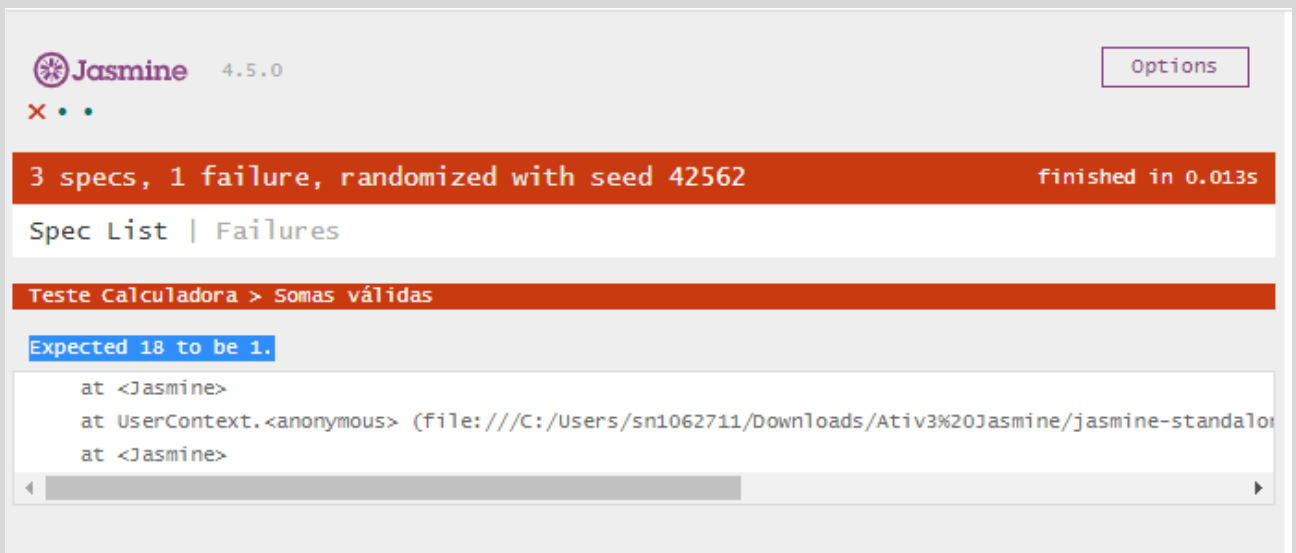 Jasmine 4.5.0 Options
× • •
3 specs, 1 failure, randomized with seed 42562 finished in 0.013s
Spec List | Failures
Teste Calculadora > Somas válidas
Expected 18 to be 1.
at <Jasmine>
at UserContext.<anonymous> (file:///C:/Users/sn1062711/Downloads/Ativ3%20Jasmine/jasmine-standalon
at <Jasmine>